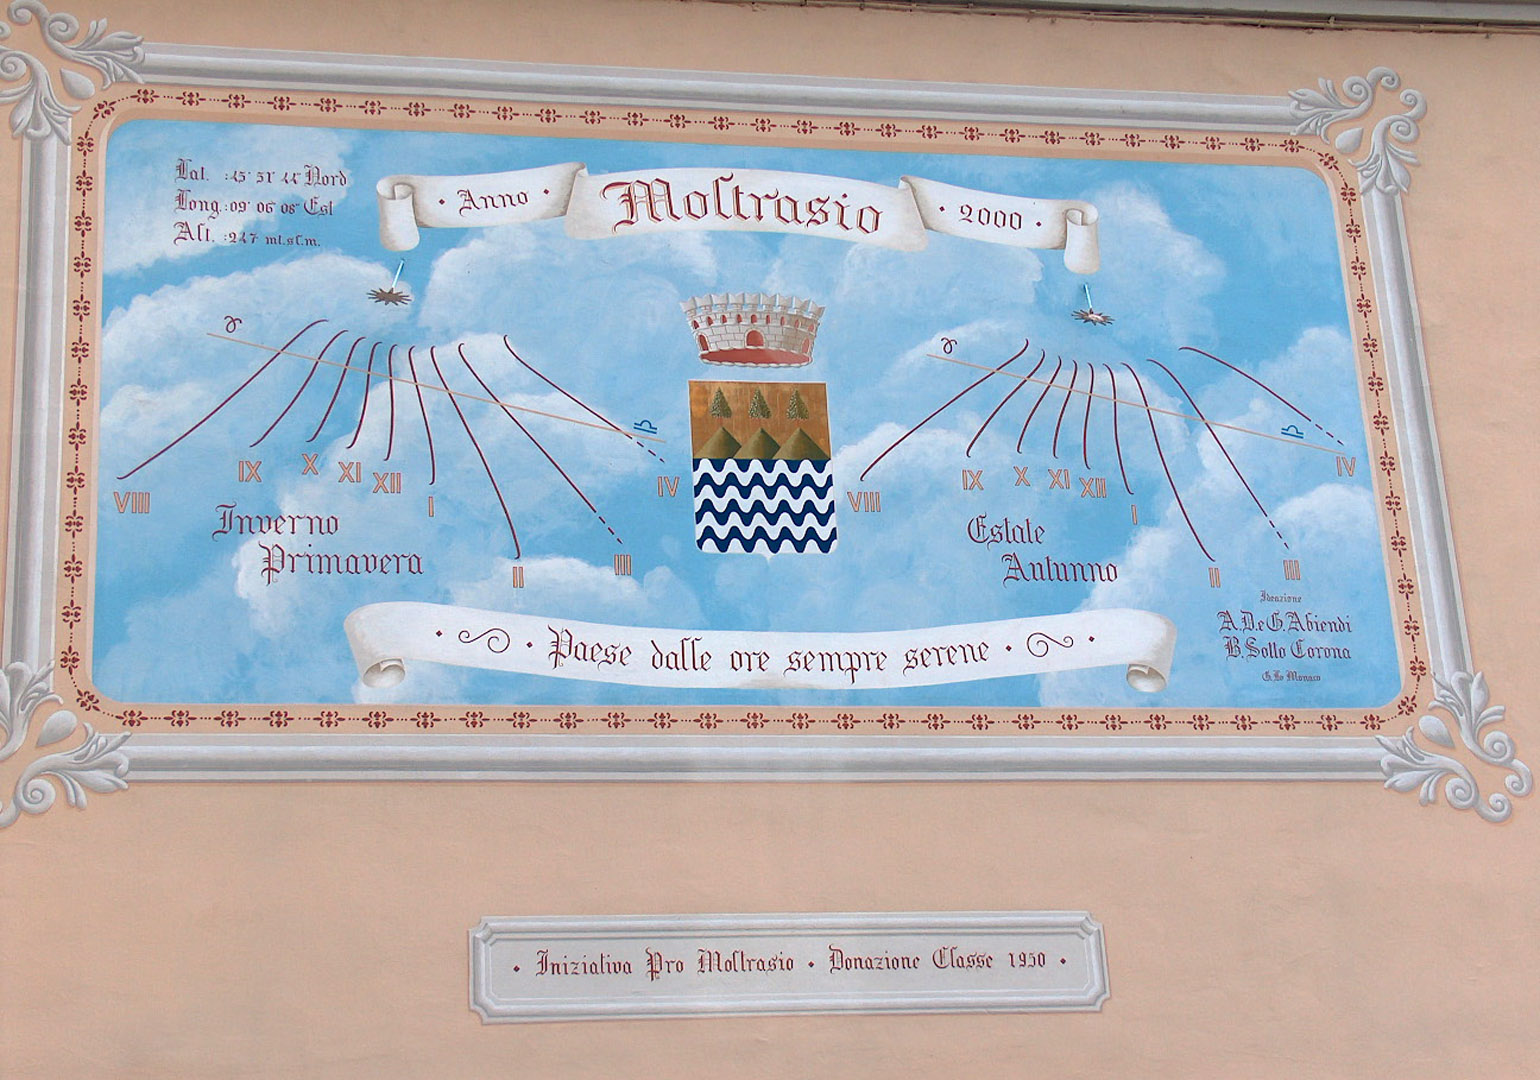 Lat. : 45° 51' 44" Nord
Long.: 09° 06' 08" Est
Alt. : 247 mt.sl.m.
· Anno · Moltrasio · 2000 ·
VIII IX X XI XII I II III IV
Inverno
Primavera
VIII IX X XI XII I II III IV
Estate
Autunno
Ideazione
A.D.e G. Abiendi
B. Sotto Corona
G. Lo Monaco
· Paese dalle ore sempre serene ·
· Iniziativa Pro Moltrasio · Donazione Classe 1950 ·